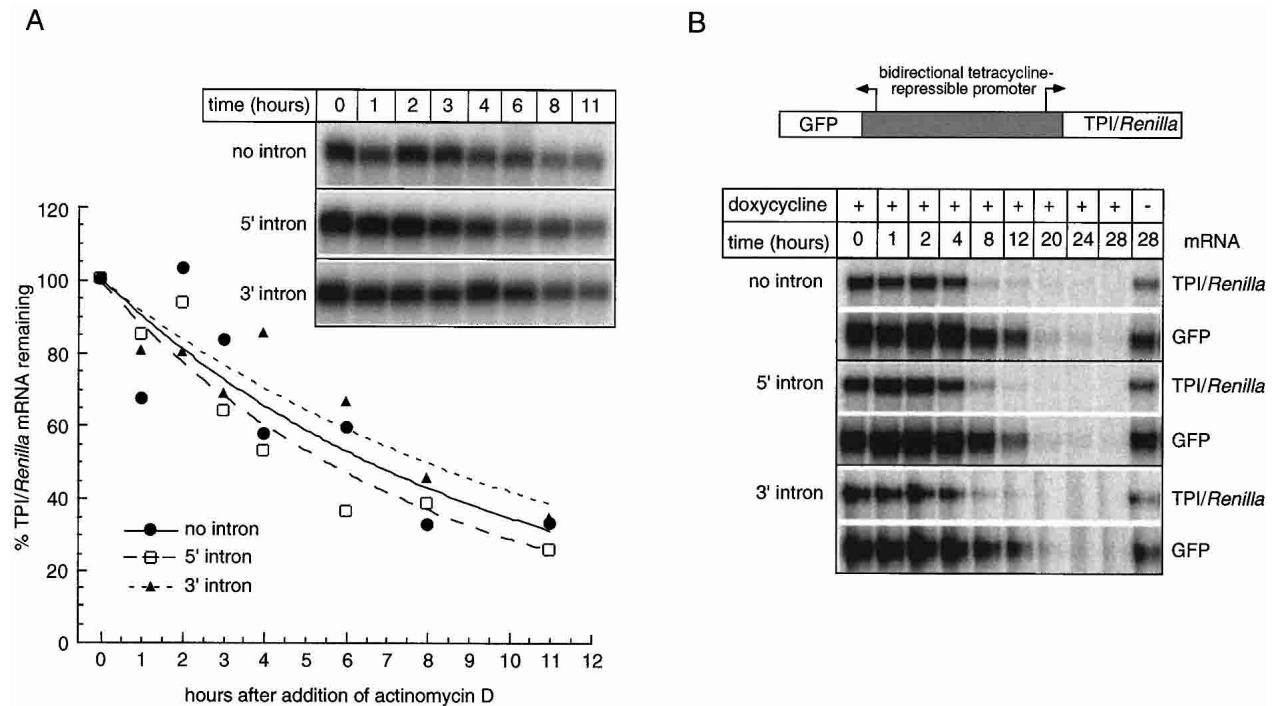 A
time (hours) 0 1 2 3 4 6 8 11
no intron
5' intron
3' intron
120
100
80
60
40
20
0
% TPI/Renilla mRNA remaining
no intron
5' intron
3' intron
0 1 2 3 4 5 6 7 8 9 10 11 12
hours after addition of actinomycin D
B
bidirectional tetracycline-
repressible promoter
GFP TPI/Renilla
doxycycline + + + + + + + + + -
time (hours) 0 1 2 4 8 12 20 24 28 28 mRNA
no intron TPI/Renilla
GFP
5' intron TPI/Renilla
GFP
3' intron TPI/Renilla
GFP